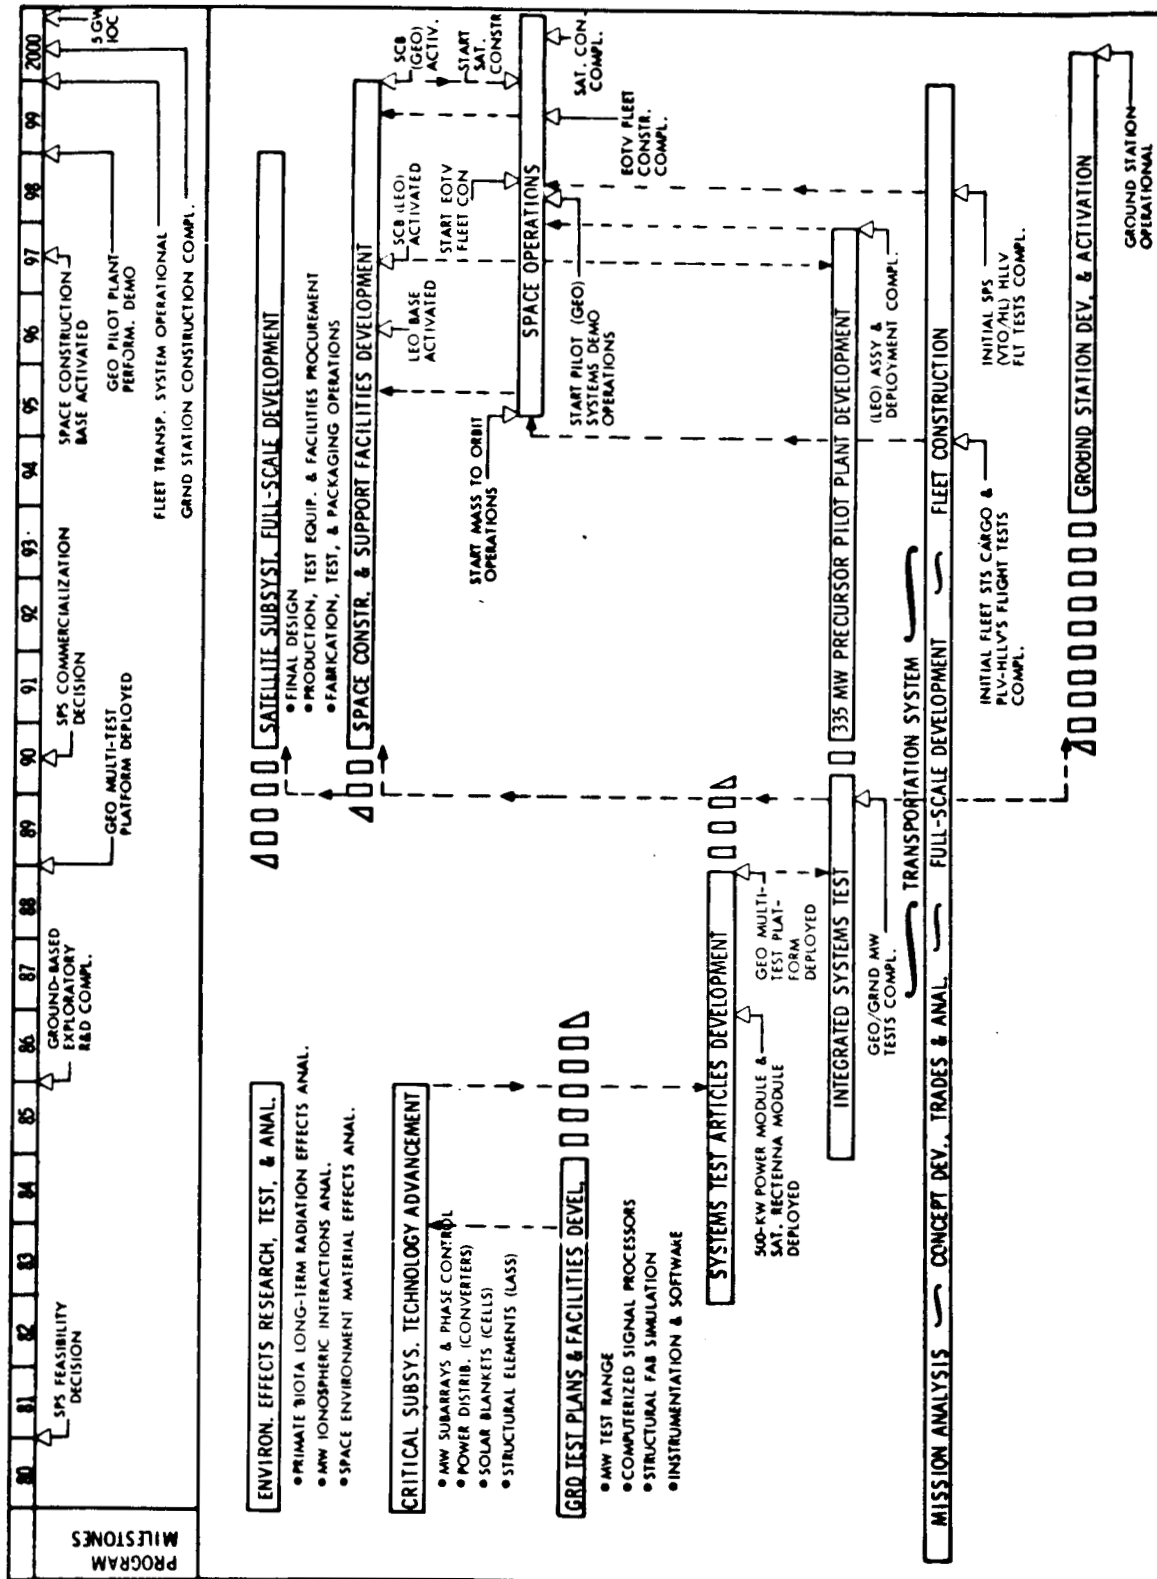 PROGRAM
MILESTONES
80 81 82 83 84 85 86 87 88 89 90 91 92 93 94 95 96 97 98 99 2000
SPS FEASIBILITY
DECISION
GROUND-BASED
EXPLORATORY
R&D COMPL.
GEO MULTI-TEST
PLATFORM DEPLOYED
SPS COMMERCIALIZATION
DECISION
SPACE CONSTRUCTION
BASE ACTIVATED
GEO PILOT PLANT
PERFORM. DEMO
FLEET TRANSP. SYSTEM OPERATIONAL
GRND STATION CONSTRUCTION COMPL.
5 GW
IOC
ENVIRON. EFFECTS RESEARCH, TEST, & ANAL.
•PRIMATE BIOTA LONG-TERM RADIATION EFFECTS ANAL.
•MW IONOSPHERIC INTERACTIONS ANAL.
•SPACE ENVIRONMENT MATERIAL EFFECTS ANAL.
SATELLITE SUBSYST. FULL-SCALE DEVELOPMENT
•FINAL DESIGN
•PRODUCTION, TEST EQUIP. & FACILITIES PROCUREMENT
•FABRICATION, TEST, & PACKAGING OPERATIONS
SPACE CONSTR. & SUPPORT FACILITIES DEVELOPMENT
LEO BASE
ACTIVATED
SCB (LEO)
ACTIVATED
START EOTV
FLEET CON
SCB
(GEO)
ACTIV.
START
SAT.
CONSTR
CRITICAL SUBSYS. TECHNOLOGY ADVANCEMENT
•MW SUBARRAYS & PHASE CONTROL
•POWER DISTRIB. (CONVERTERS)
•SOLAR BLANKETS (CELLS)
•STRUCTURAL ELEMENTS (LASS)
START MASS TO ORBIT
OPERATIONS
SPACE OPERATIONS
START PILOT (GEO)
SYSTEMS DEMO
OPERATIONS
EOTV FLEET
CONSTR.
COMPL.
SAT. CON.
COMPL.
GRD TEST PLANS & FACILITIES DEVEL.
•MW TEST RANGE
•COMPUTERIZED SIGNAL PROCESSORS
•STRUCTURAL FAB SIMULATION
•INSTRUMENTATION & SOFTWARE
SYSTEMS TEST ARTICLES DEVELOPMENT
500-KW POWER MODULE &
SAT. RECTENNA MODULE
DEPLOYED
GEO MULTI-
TEST PLAT-
FORM
DEPLOYED
INTEGRATED SYSTEMS TEST
335 MW PRECURSOR PILOT PLANT DEVELOPMENT
GEO/GRND MW
TESTS COMPL.
(LEO) ASSY &
DEPLOYMENT COMPL.
TRANSPORTATION SYSTEM
MISSION ANALYSIS CONCEPT DEV., TRADES & ANAL. FULL-SCALE DEVELOPMENT FLEET CONSTRUCTION
INITIAL FLEET STS CARGO &
PLV-HLLV'S FLIGHT TESTS
COMPL.
INITIAL SPS
(VTO/HL) HLLV
FLT TESTS COMPL.
GROUND STATION DEV. & ACTIVATION
GROUND STATION
OPERATIONAL